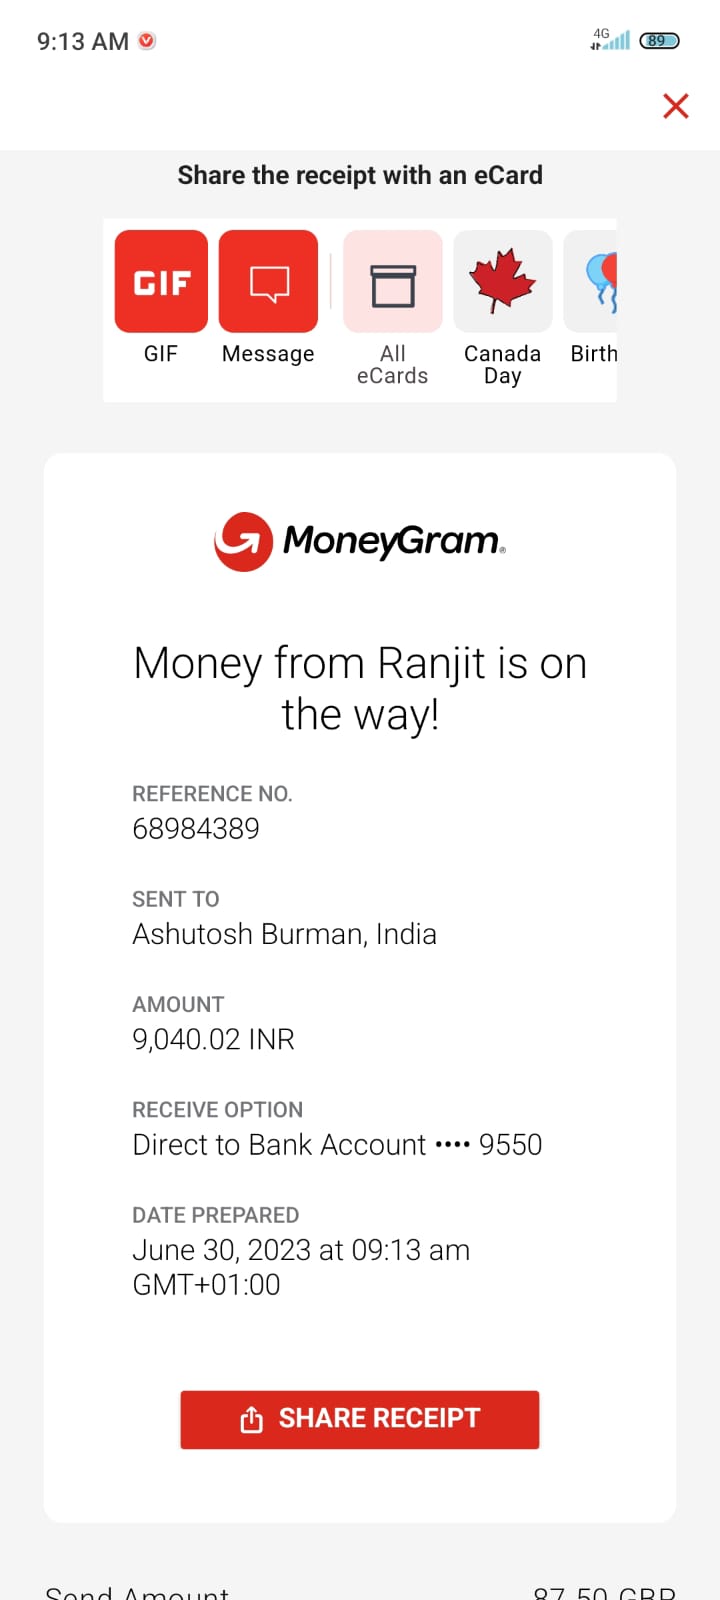 9:13 AM
4G
89
Share the receipt with an eCard
GIF
GIF
Message
All
eCards
Canada
Day
Birth
MoneyGram®
Money from Ranjit is on
the way!
REFERENCE NO.
68984389
SENT TO
Ashutosh Burman, India
AMOUNT
9,040.02 INR
RECEIVE OPTION
Direct to Bank Account •••• 9550
DATE PREPARED
June 30, 2023 at 09:13 am
GMT+01:00
SHARE RECEIPT
Send Amount 87.50 GBP